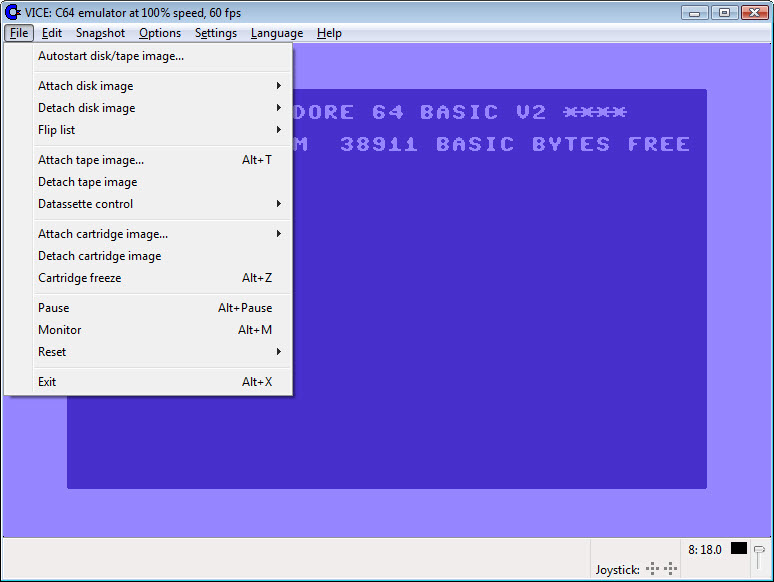 VICE: C64 emulator at 100% speed, 60 fps
File Edit Snapshot Options Settings Language Help
Autostart disk/tape image...
Attach disk image
Detach disk image
Flip list
Attach tape image... Alt+T
Detach tape image
Datassette control
Attach cartridge image...
Detach cartridge image
Cartridge freeze Alt+Z
Pause Alt+Pause
Monitor Alt+M
Reset
Exit Alt+X
DORE 64 BASIC V2 ****
M 38911 BASIC BYTES FREE
8: 18.0
Joystick: